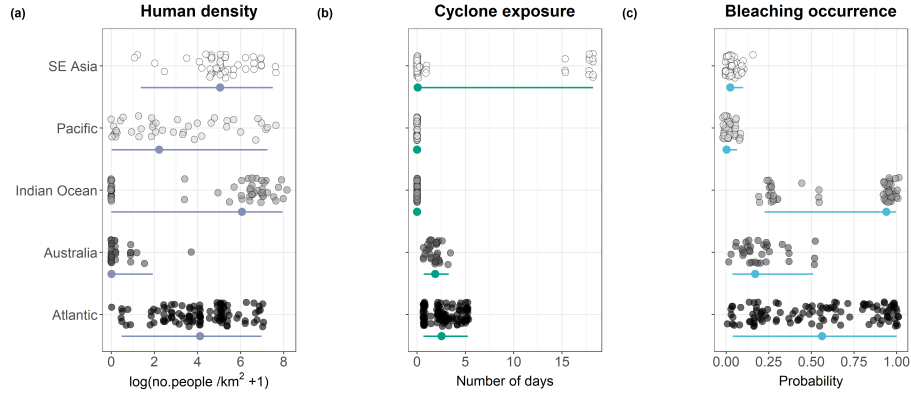 (a) Human density
(b) Cyclone exposure
(c) Bleaching occurrence
SE Asia
Pacific
Indian Ocean
Australia
Atlantic
0 2 4 6 8
0 5 10 15
0.00 0.25 0.50 0.75 1.00
log(no.people /km² +1)
Number of days
Probability